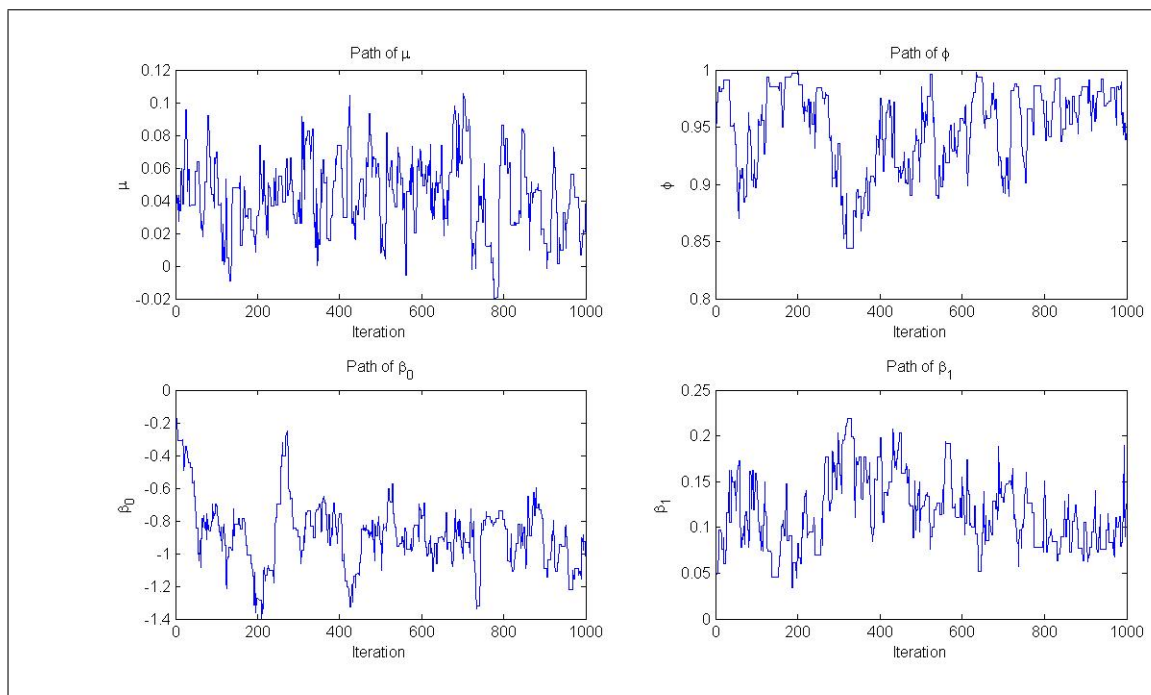 Path of μ
0.12
0.1
0.08
0.06
0.04
0.02
0
-0.02
μ
0 200 400 600 800 1000
Iteration
Path of ϕ
1
0.95
0.9
0.85
0.8
ϕ
0 200 400 600 800 1000
Iteration
Path of β₀
0
-0.2
-0.4
-0.6
-0.8
-1
-1.2
-1.4
β₀
0 200 400 600 800 1000
Iteration
Path of β₁
0.25
0.2
0.15
0.1
0.05
0
β₁
0 200 400 600 800 1000
Iteration